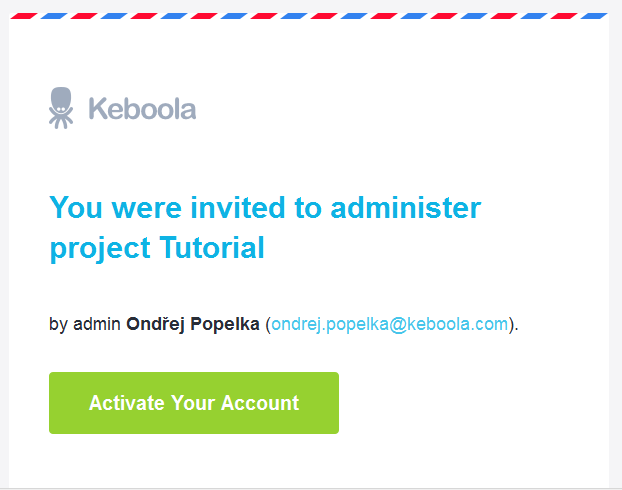 Keboola
You were invited to administer
project Tutorial
by admin Ondřej Popelka (ondrej.popelka@keboola.com).
Activate Your Account